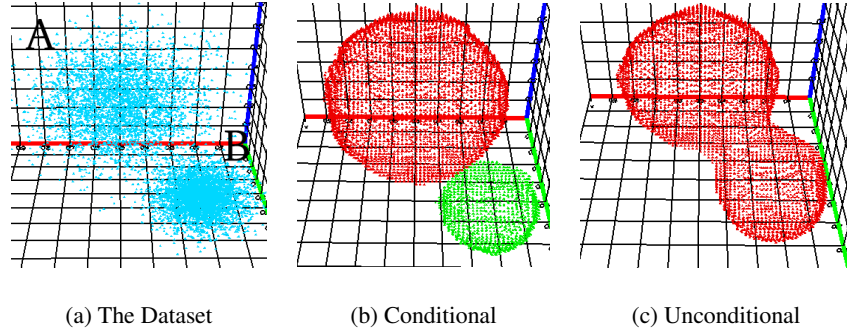 A
B
(a) The Dataset
(b) Conditional
(c) Unconditional